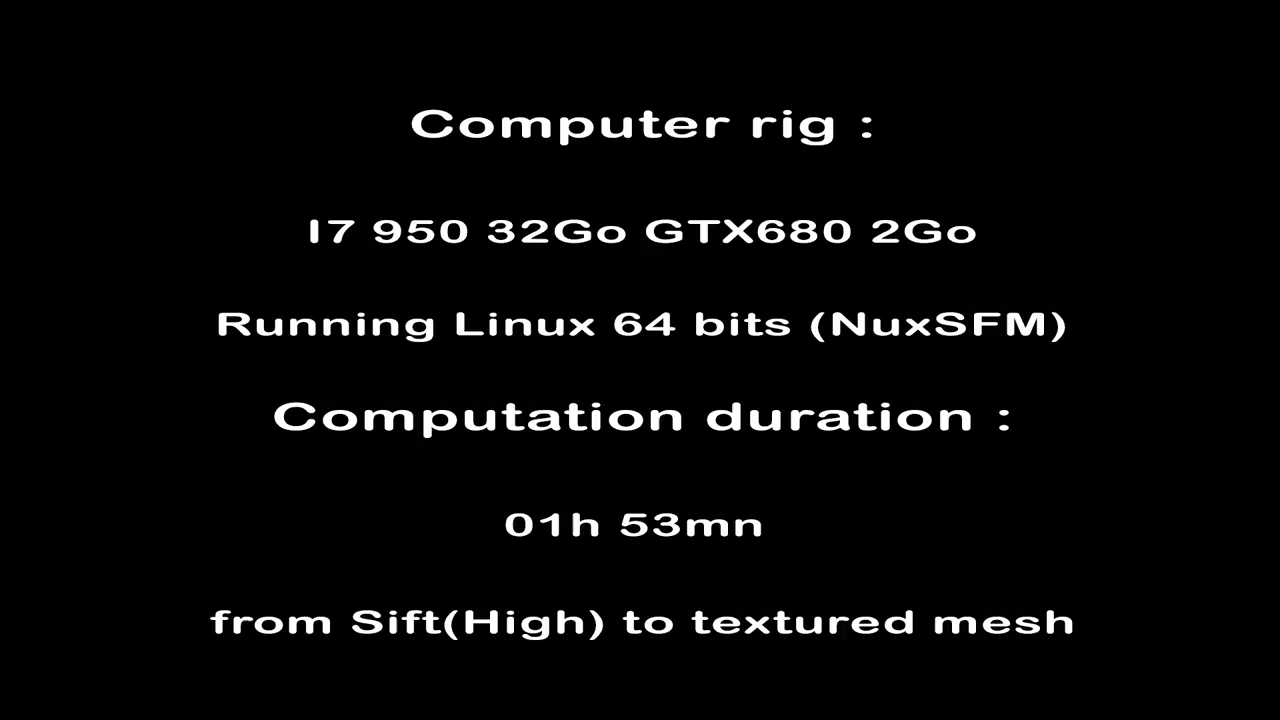 Computer rig :
I7 950 32Go GTX680 2Go
Running Linux 64 bits (NuxSFM)
Computation duration :
01h 53mn
from Sift(High) to textured mesh